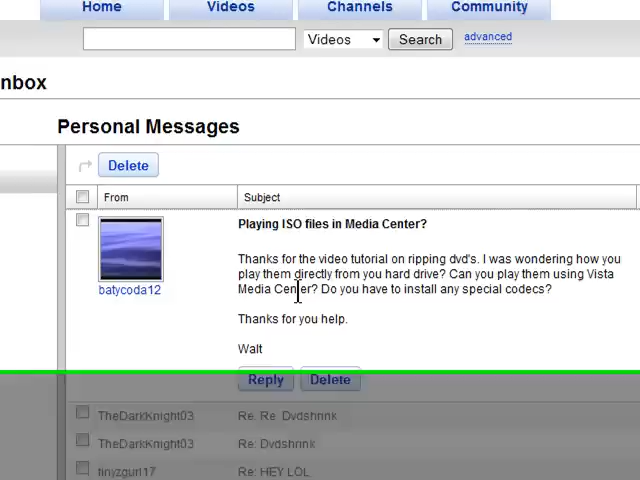 Home Videos Channels Community
Videos Search advanced
nbox
Personal Messages
Delete
From Subject
Playing ISO files in Media Center?
Thanks for the video tutorial on ripping dvd's. I was wondering how you
play them directly from you hard drive? Can you play them using Vista
Media Center? Do you have to install any special codecs?
batycoda12
Thanks for you help.
Walt
Reply Delete
TheDarkKnight03 Re: Re: Dvdshrink
TheDarkKnight03 Re: Dvdshrink
tinyzgurl17 Re: HEY LOL